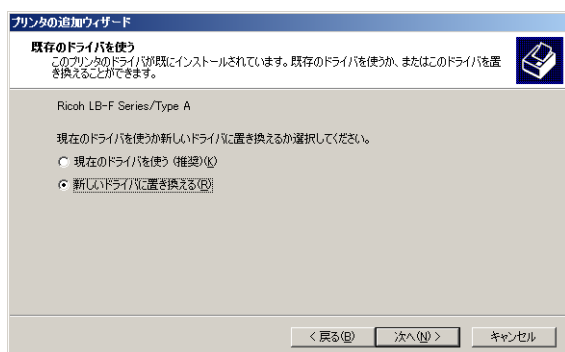 プリンタの追加ウィザード
既存のドライバを使う
このプリンタのドライバが既にインストールされています。既存のドライバを使うか、またはこのドライバを置
き換えることができます。
Ricoh LB-F Series/Type A
現在のドライバを使うか新しいドライバに置き換えるか選択してください。
現在のドライバを使う (推奨)(K)
新しいドライバに置き換える(R)
< 戻る(B) 次へ(N) > キャンセル